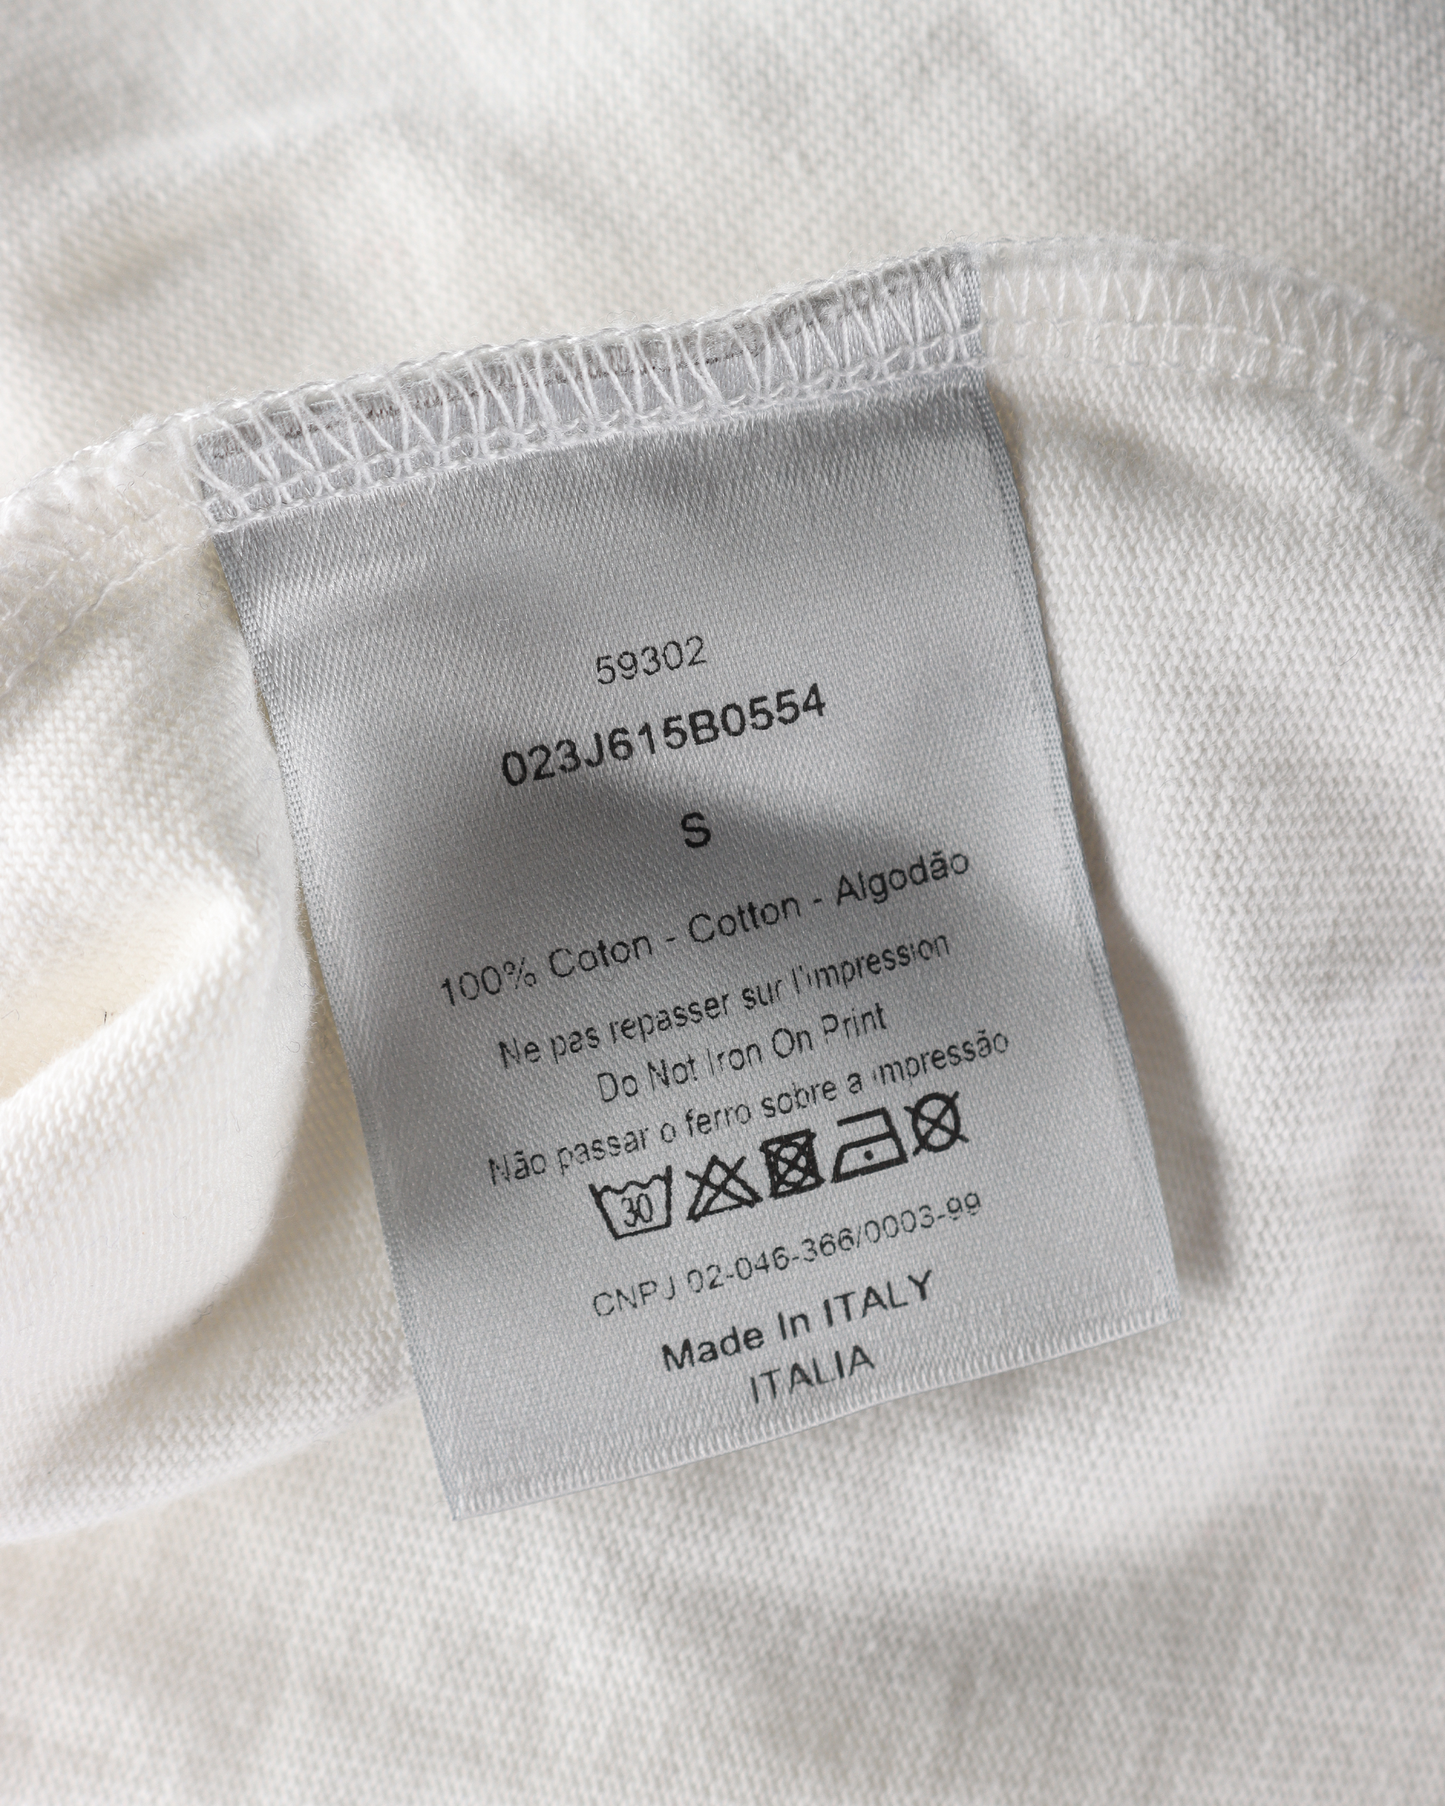 59302
023J615B0554
S
100% Coton - Cotton - Algodão
Ne pas repasser sur l'impression
Do Not Iron On Print
Não passar o ferro sobre a impressão
30
CNPJ 02-046-366/0003-99
Made In ITALY
ITALIA